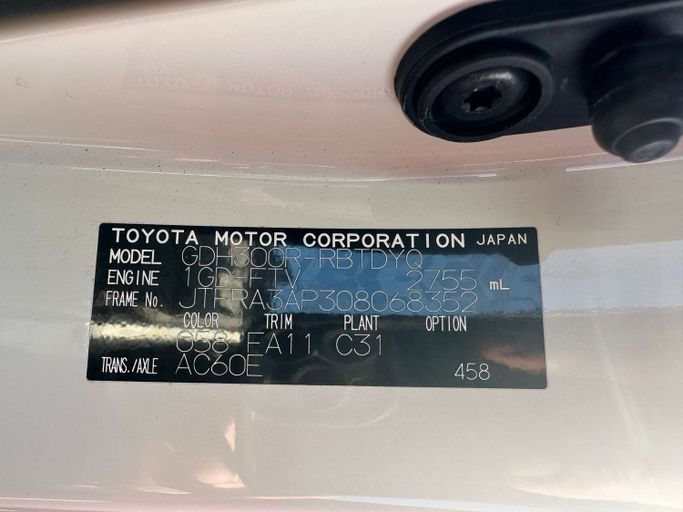 TOYOTA MOTOR CORPORATION JAPAN
MODEL GDH300R-RBTDYQ
ENGINE 1GD-FTV 2755 mL
FRAME No. JTFRA3AP308068352
COLOR TRIM PLANT OPTION
058 FA11 C31
TRANS./AXLE AC60E 458